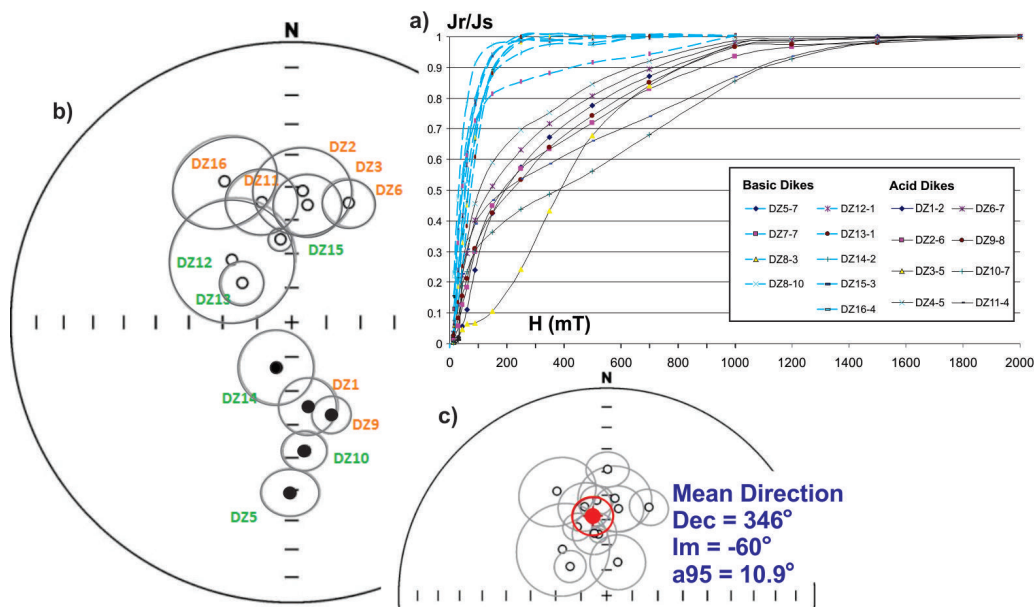 a)
Jr/Js
1
0.9
0.8
0.7
0.6
0.5
0.4
0.3
0.2
0.1
0
0 200 400 600 800 1000 1200 1400 1600 1800 2000
H (mT)
Basic Dikes Acid Dikes
DZ5-7 DZ12-1 DZ1-2 DZ6-7
DZ7-7 DZ13-1 DZ2-6 DZ9-8
DZ8-3 DZ14-2 DZ3-5 DZ10-7
DZ8-10 DZ15-3 DZ4-5 DZ11-4
DZ16-4
b)
N
DZ16
DZ2
DZ11
DZ3
DZ6
DZ15
DZ12
DZ13
DZ14
DZ1
DZ9
DZ10
DZ5
c)
N
Mean Direction
Dec = 346°
Im = -60°
a95 = 10.9°